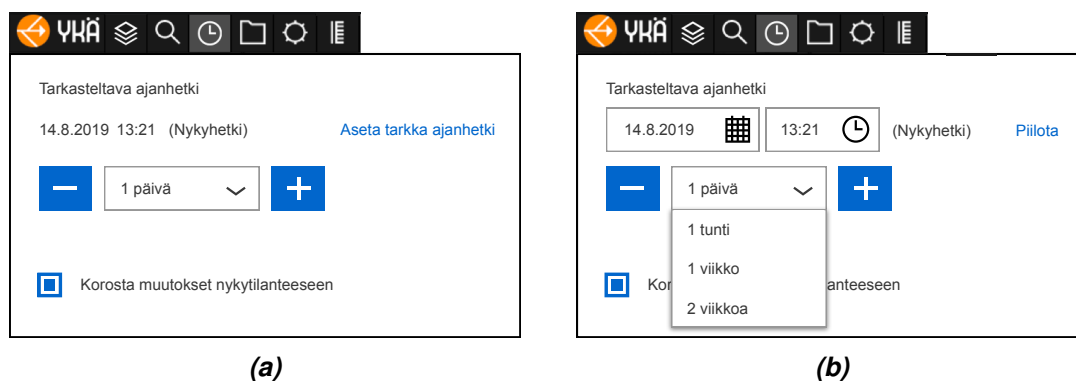 YKÄ
Tarkasteltava ajanhetki
14.8.2019 13:21 (Nykyhetki) Aseta tarkka ajanhetki
1 päivä
Korosta muutokset nykytilanteeseen
(a)
YKÄ
Tarkasteltava ajanhetki
14.8.2019 13:21 (Nykyhetki) Piilota
1 päivä
1 tunti
1 viikko
Kor anteeseen
2 viikkoa
(b)